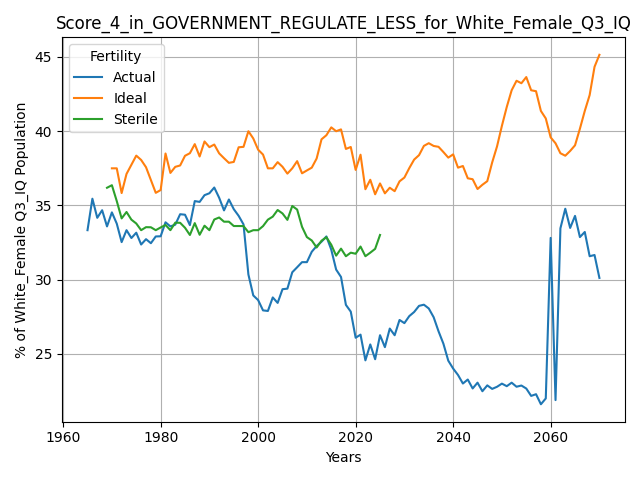 Score_4_in_GOVERNMENT_REGULATE_LESS_for_White_Female_Q3_IQ
Fertility
Actual
Ideal
Sterile
% of White_Female Q3_IQ Population
45
40
35
30
25
1960
1980
2000
2020
2040
2060
Years